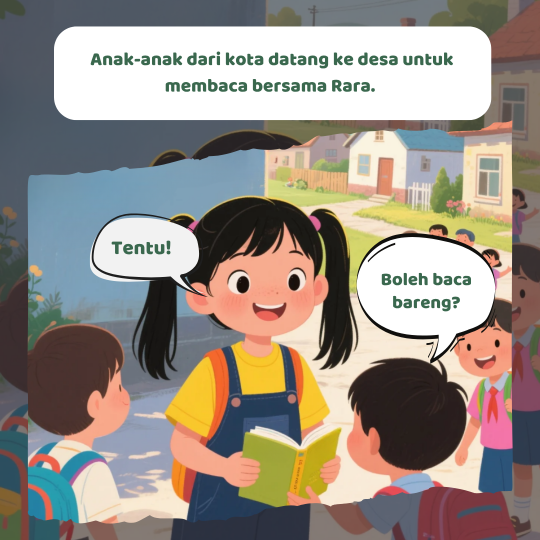 Anak-anak dari kota datang ke desa untuk
membaca bersama Rara.
Tentu!
Boleh baca
bareng?